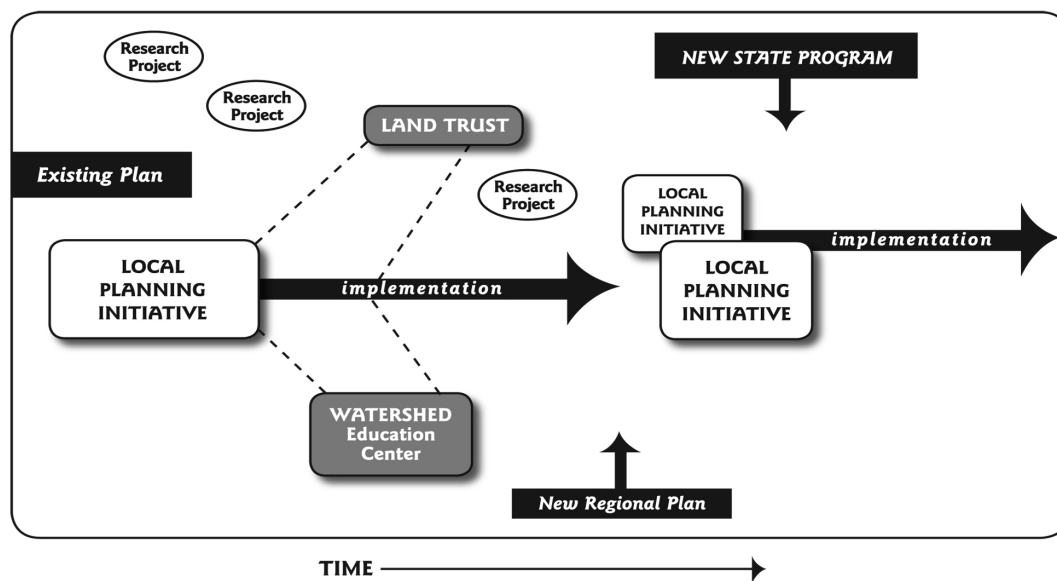 Research
Project
Research
Project
NEW STATE PROGRAM
LAND TRUST
Existing Plan
Research
Project
LOCAL
PLANNING
INITIATIVE
LOCAL
PLANNING
INITIATIVE
implementation
LOCAL
PLANNING
INITIATIVE
implementation
WATERSHED
Education
Center
New Regional Plan
TIME